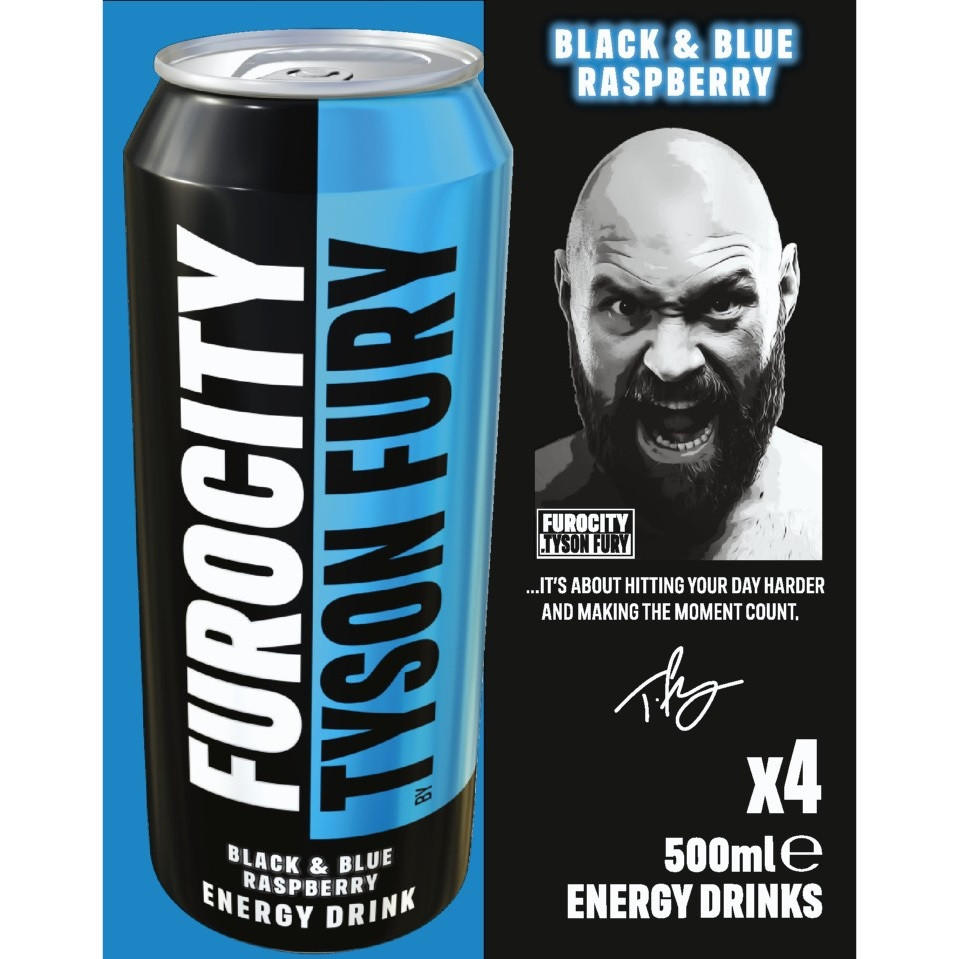 FUROCITY
BY
TYSON FURY
BLACK & BLUE
RASPBERRY
ENERGY DRINK
BLACK & BLUE
RASPBERRY
FUROCITY
.TYSON FURY
...IT'S ABOUT HITTING YOUR DAY HARDER
AND MAKING THE MOMENT COUNT.
T.Fury
x4
500ml ℮
ENERGY DRINKS